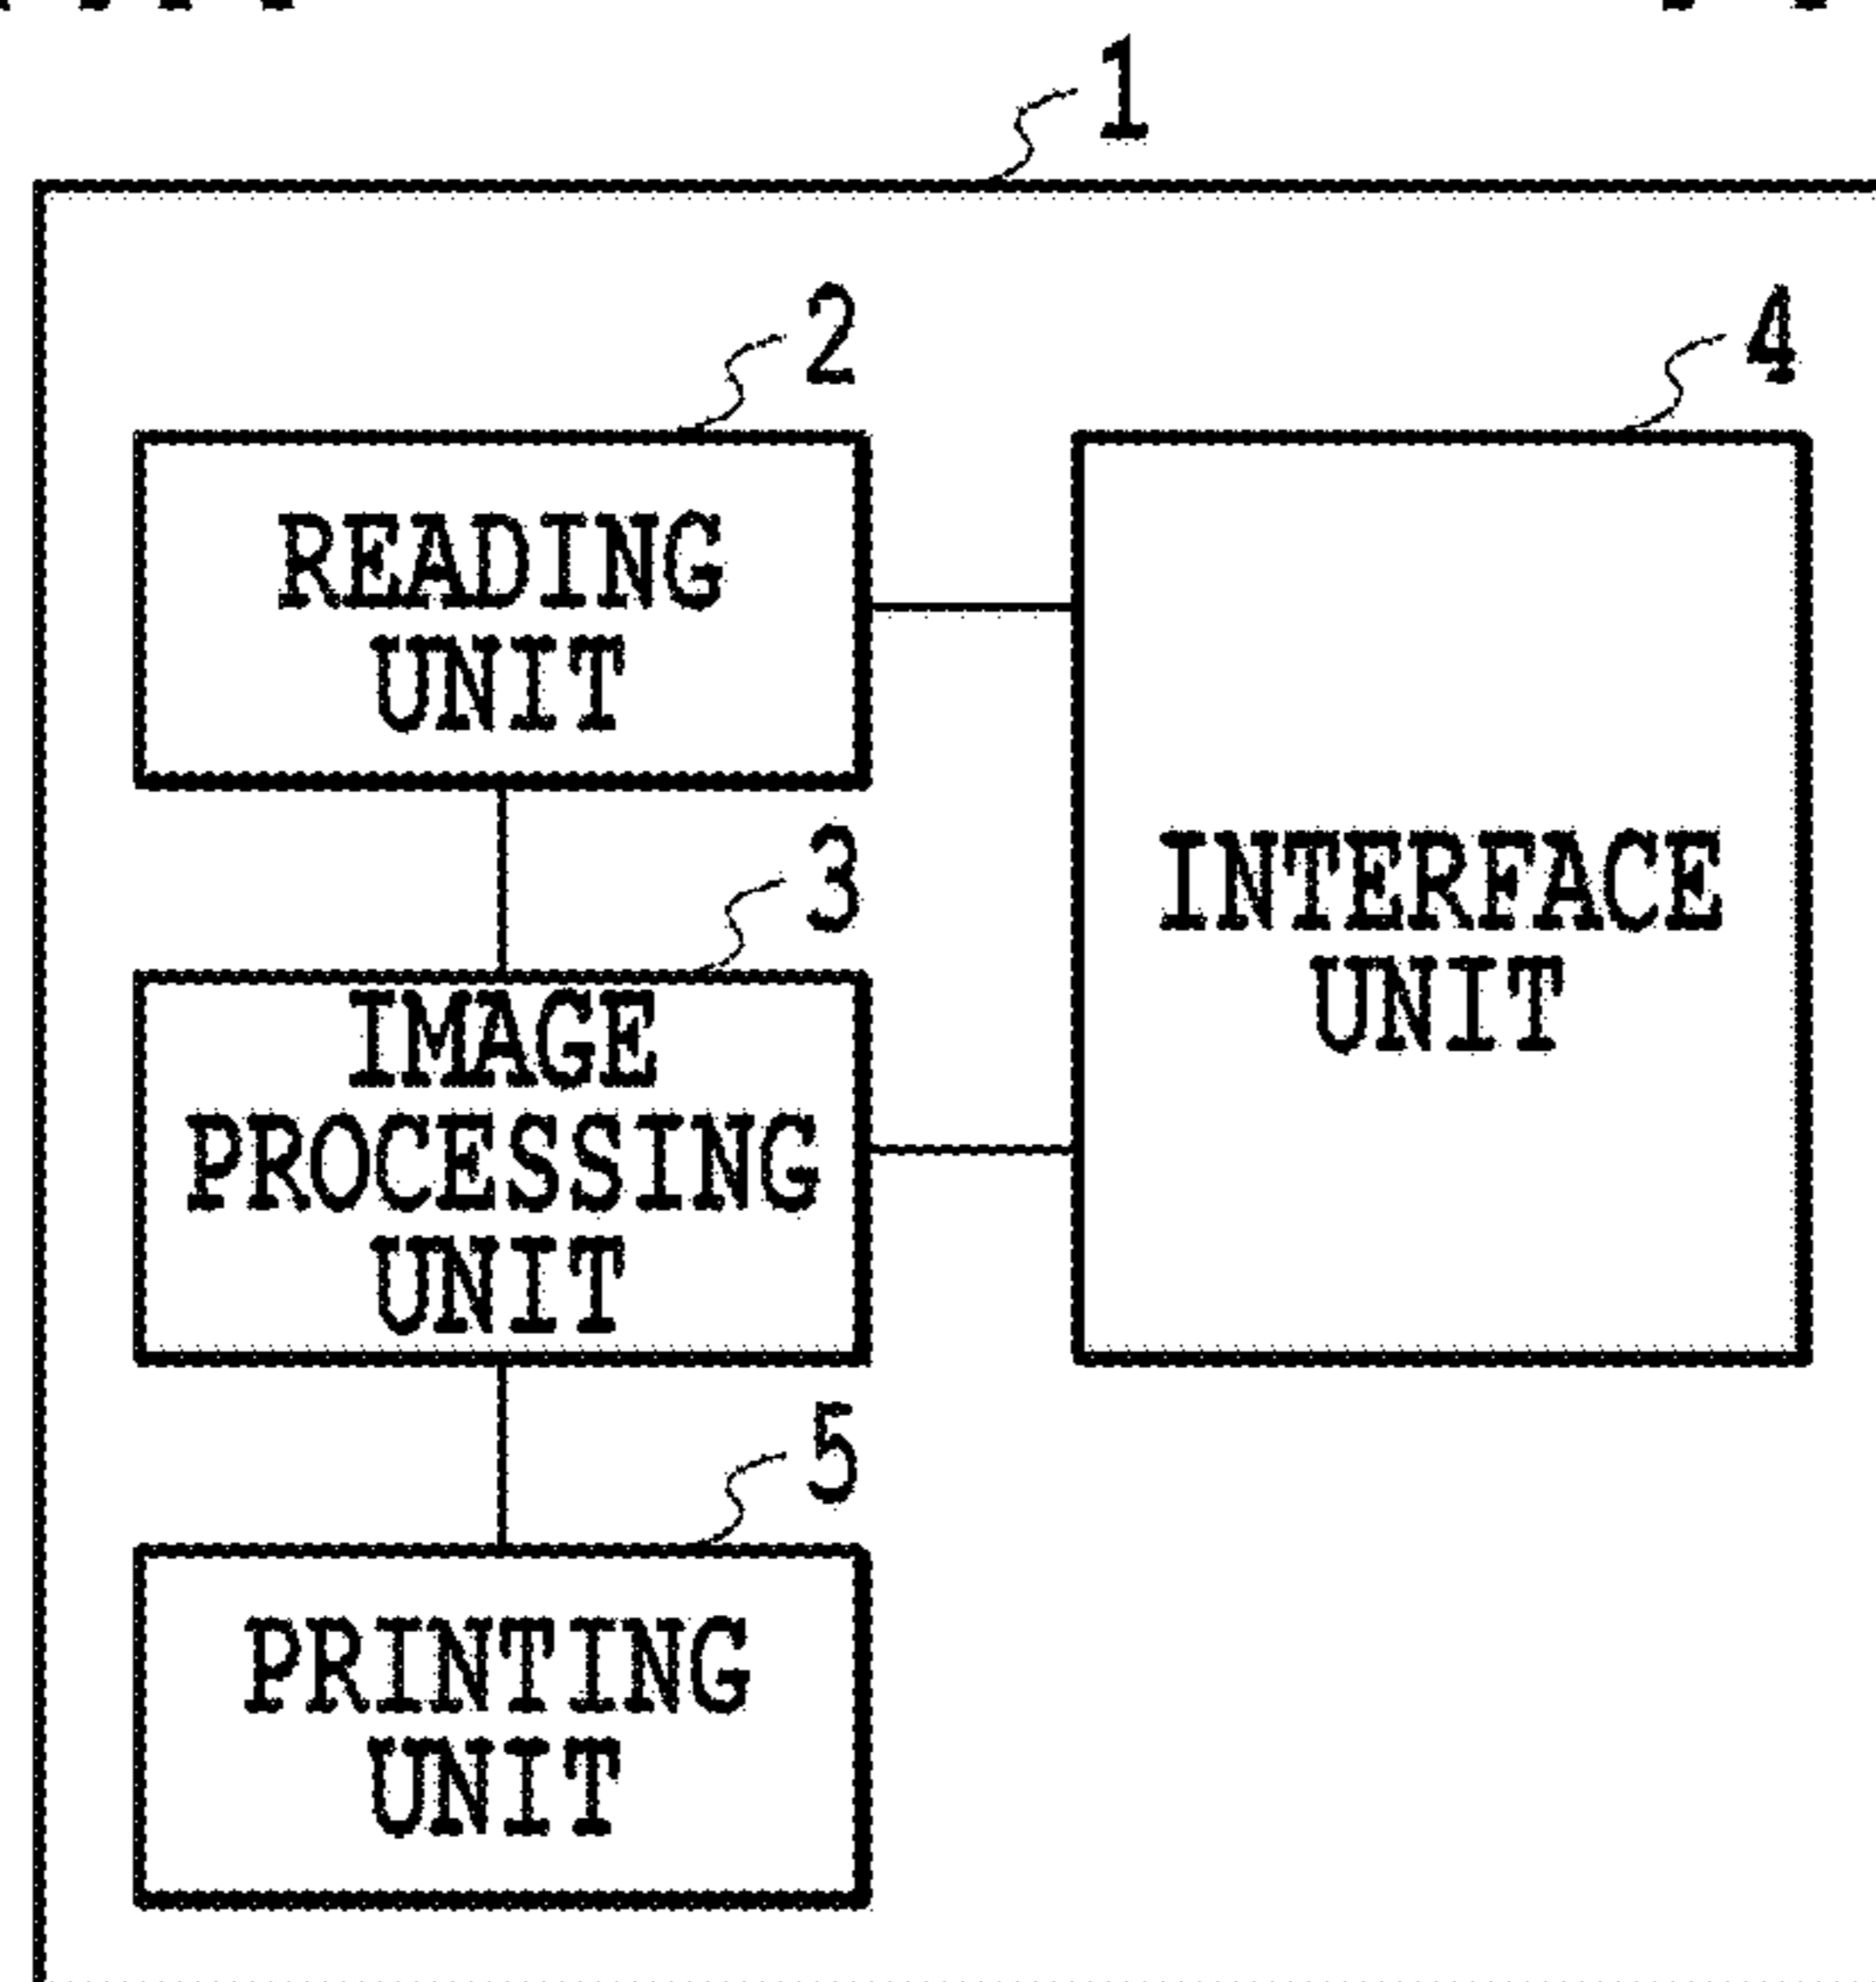 1
2
READING
UNIT
4
INTERFACE
UNIT
3
IMAGE
PROCESSING
UNIT
5
PRINTING
UNIT